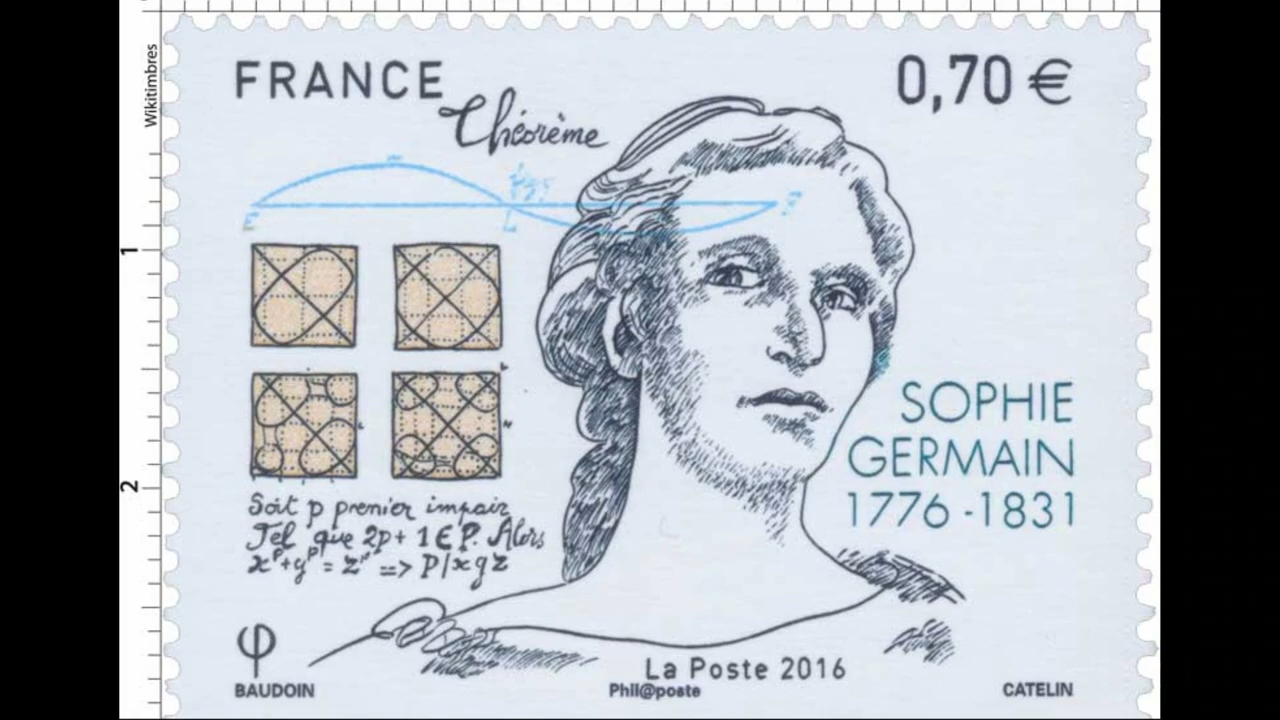 Wikitimbres
FRANCE
0,70 €
Théorème
1
2
SOPHIE
GERMAIN
1776 -1831
Soit p premier impair
Tel que 2p+ 1 ∈ P. Alors
x^p+y^p = z^p => p/xyz
φ
La Poste 2016
BAUDOIN
Phil@poste
CATELIN